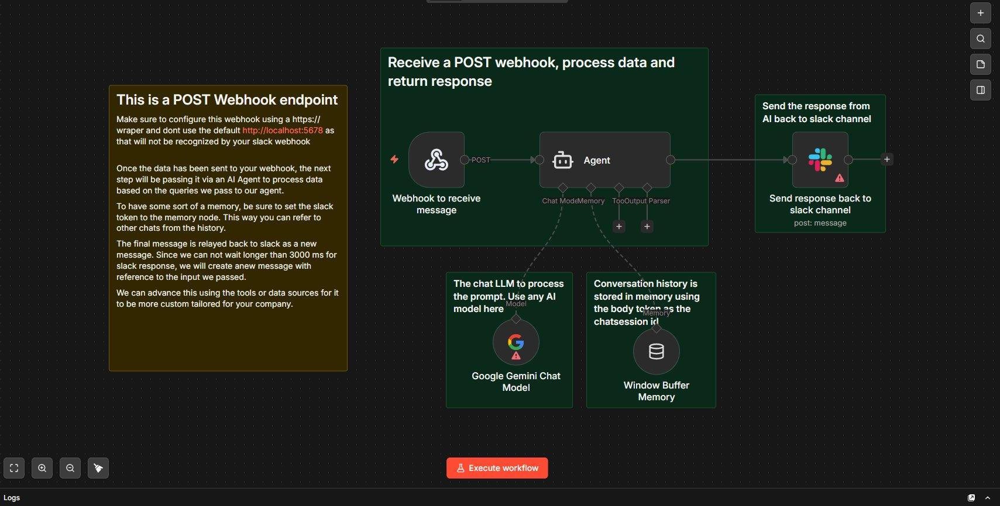 This is a POST Webhook endpoint
Make sure to configure this webhook using a https://
wraper and dont use the default http://localhost:5678 as
that will not be recognized by your slack webhook
Once the data has been sent to your webhook, the next
step will be passing it via an AI Agent to process data
based on the queries we pass to our agent.
To have some sort of a memory, be sure to set the slack
token to the memory node. This way you can refer to
other chats from the history.
The final message is relayed back to slack as a new
message. Since we can not wait longer than 3000 ms for
slack response, we will create anew message with
reference to the input we passed.
We can advance this using the tools or data sources for it
to be more custom tailored for your company.
Receive a POST webhook, process data and
return response
POST
Agent
Webhook to receive
message
Chat Mode
Memory
Too
Output Parser
Send the response from
AI back to slack channel
Send response back to
slack channel
post: message
The chat LLM to process
the prompt. Use any AI
model here
Model
Google Gemini Chat
Model
Conversation history is
stored in memory using
the body token as the
chatsession id
Memory
Window Buffer
Memory
Execute workflow
Logs